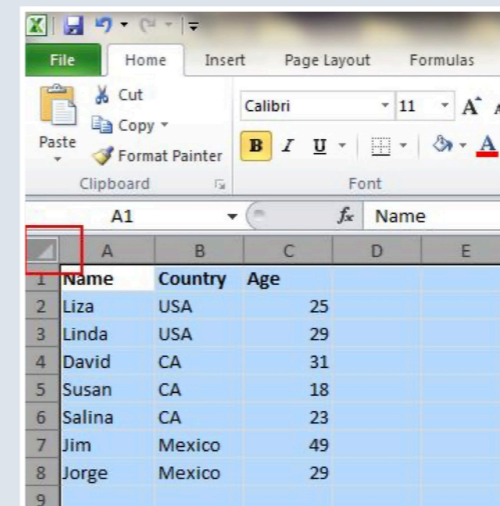 File Home Insert Page Layout Formulas
Cut
Copy
Paste
Format Painter
Calibri 11 A
B I U A
Clipboard Font
A1 fx Name
A B C D E
1 Name Country Age
2 Liza USA 25
3 Linda USA 29
4 David CA 31
5 Susan CA 18
6 Salina CA 23
7 Jim Mexico 49
8 Jorge Mexico 29
9